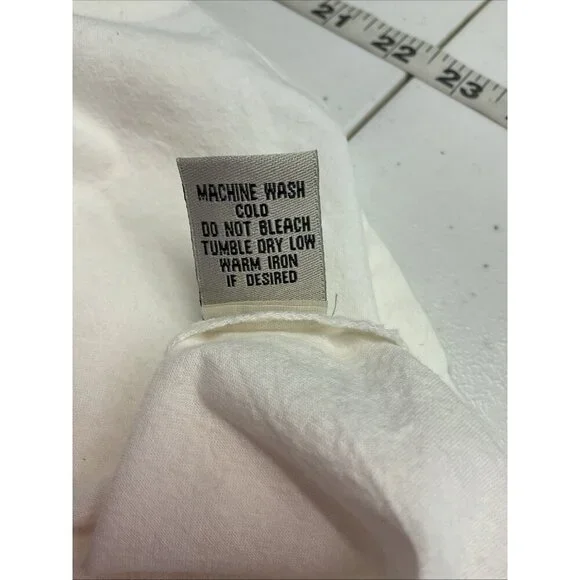 21 22 23
MACHINE WASH
COLD
DO NOT BLEACH
TUMBLE DRY LOW
WARM IRON
IF DESIRED